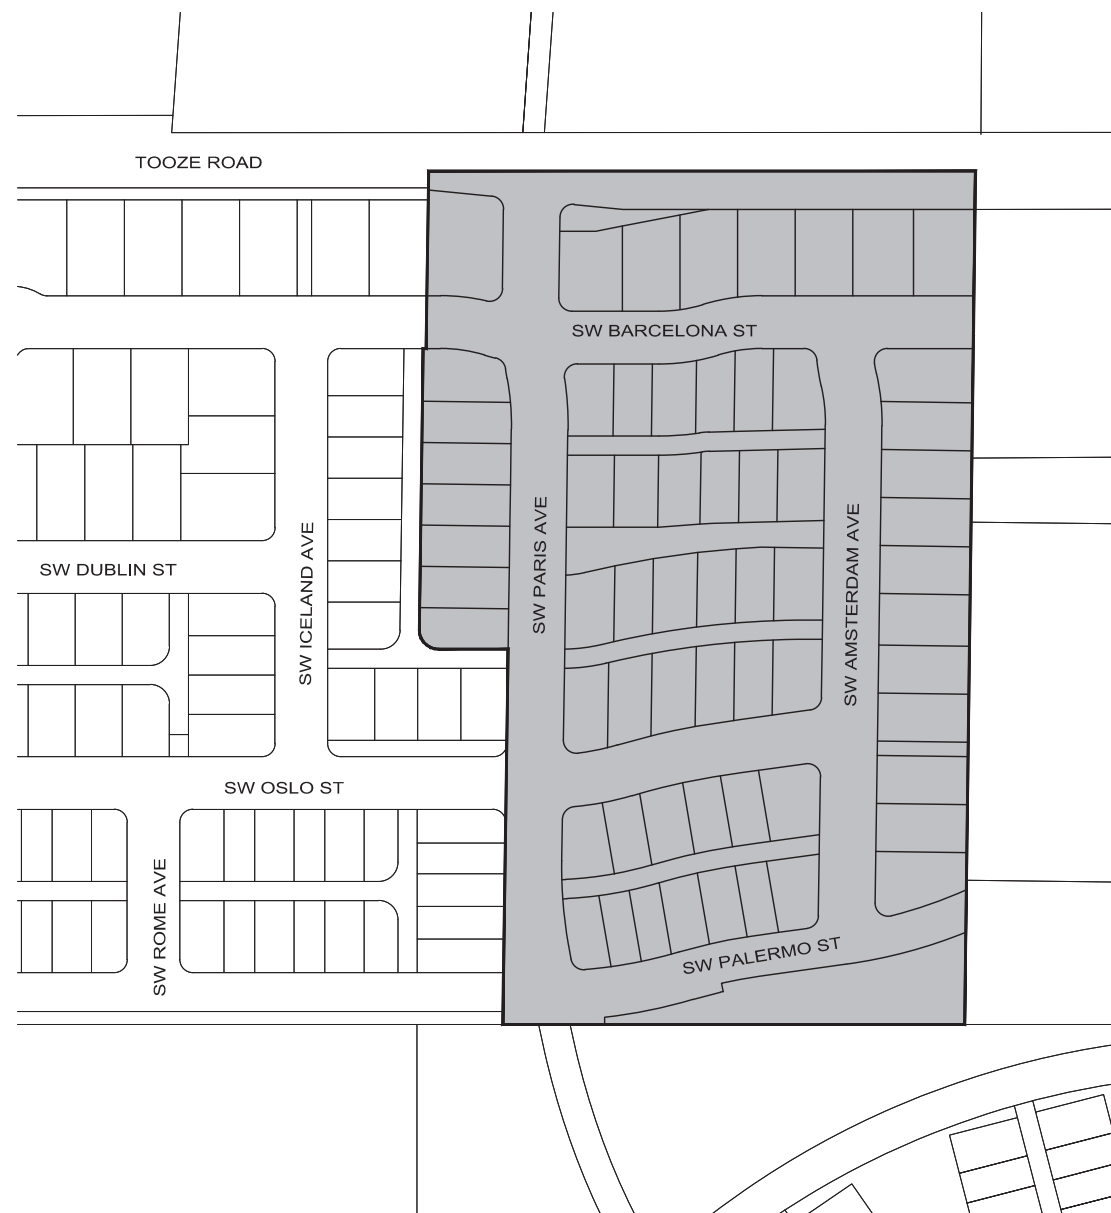 TOOZE ROAD
SW BARCELONA ST
SW PARIS AVE
SW AMSTERDAM AVE
SW ICELAND AVE
SW DUBLIN ST
SW OSLO ST
SW ROME AVE
SW PALERMO ST